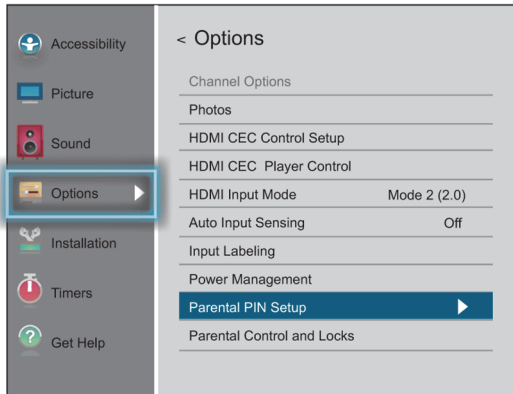 Accessibility
Picture
Sound
Options
Installation
Timers
Get Help
< Options
Channel Options
Photos
HDMI CEC Control Setup
HDMI CEC  Player Control
HDMI Input Mode Mode 2 (2.0)
Auto Input Sensing Off
Input Labeling
Power Management
Parental PIN Setup
Parental Control and Locks